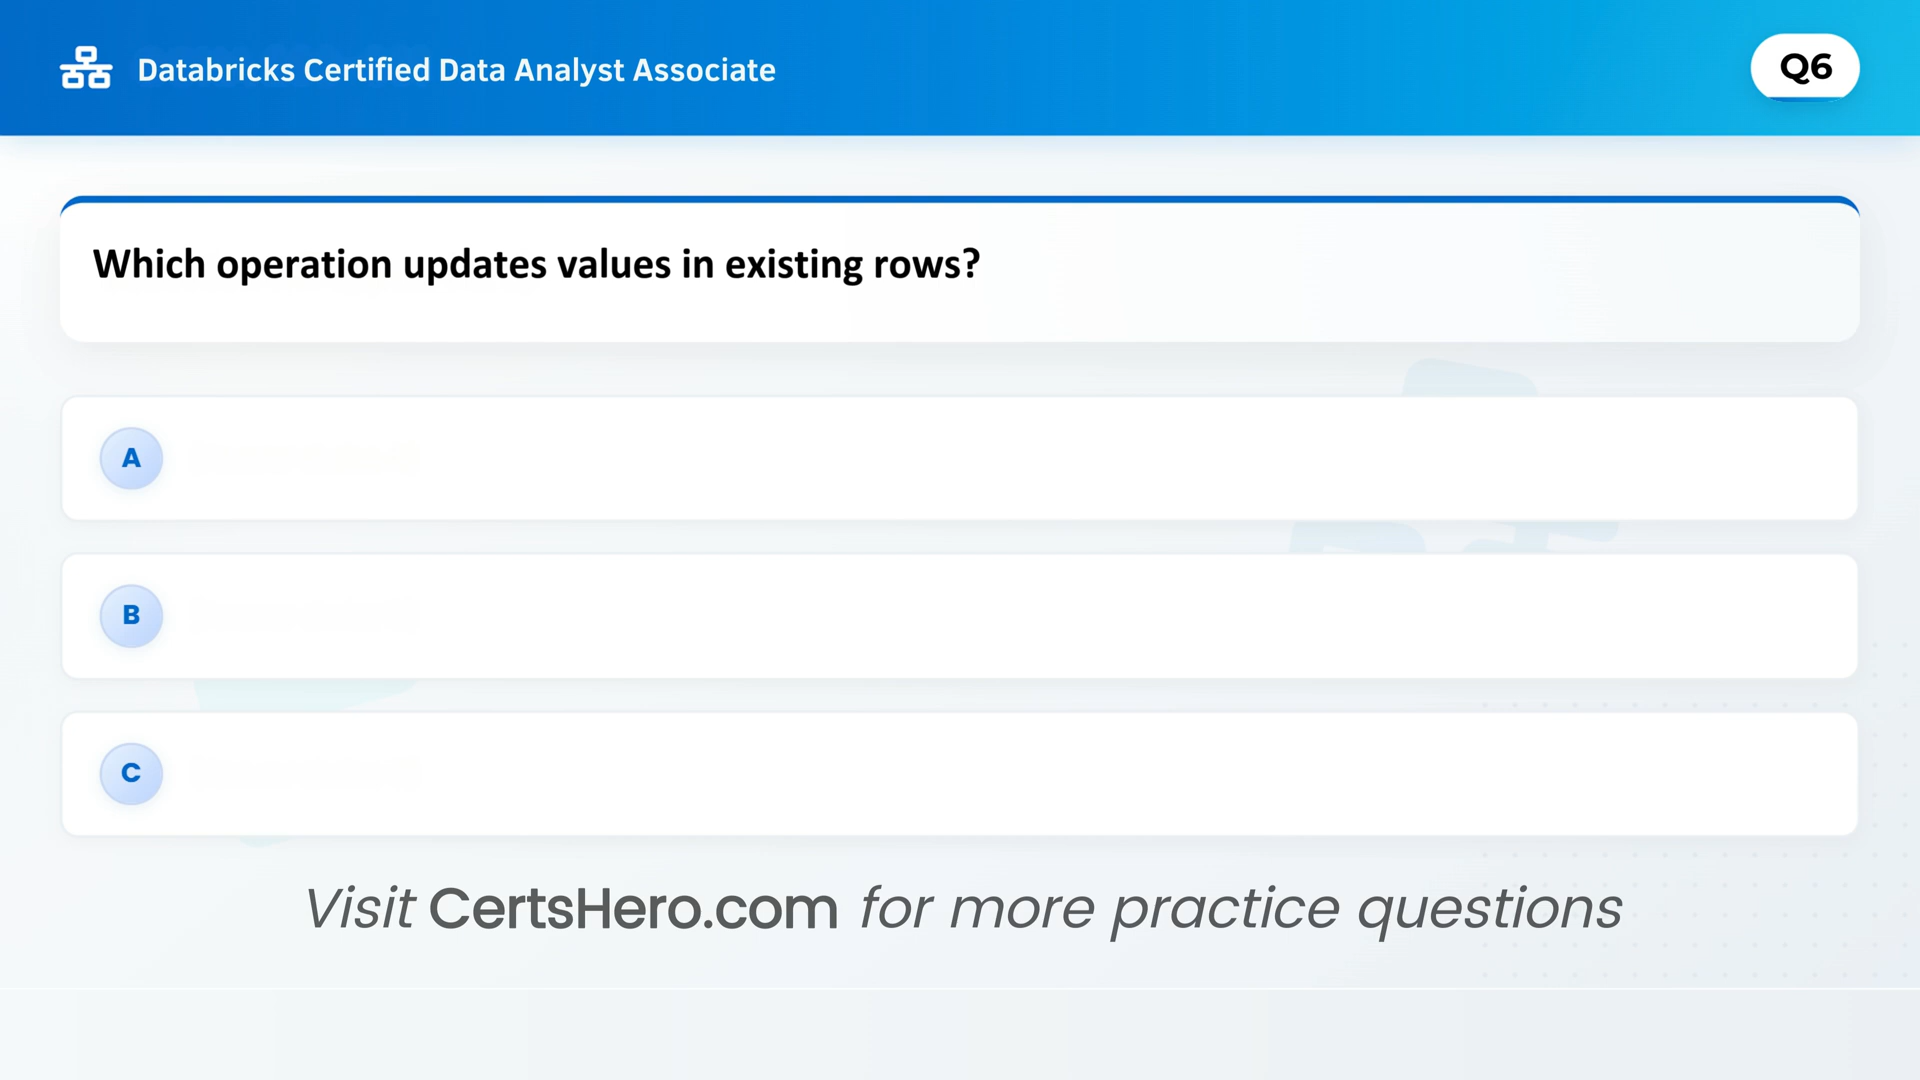 Databricks Certified Data Analyst Associate
Q6
Which operation updates values in existing rows?
A
B
C
Visit CertsHero.com for more practice questions